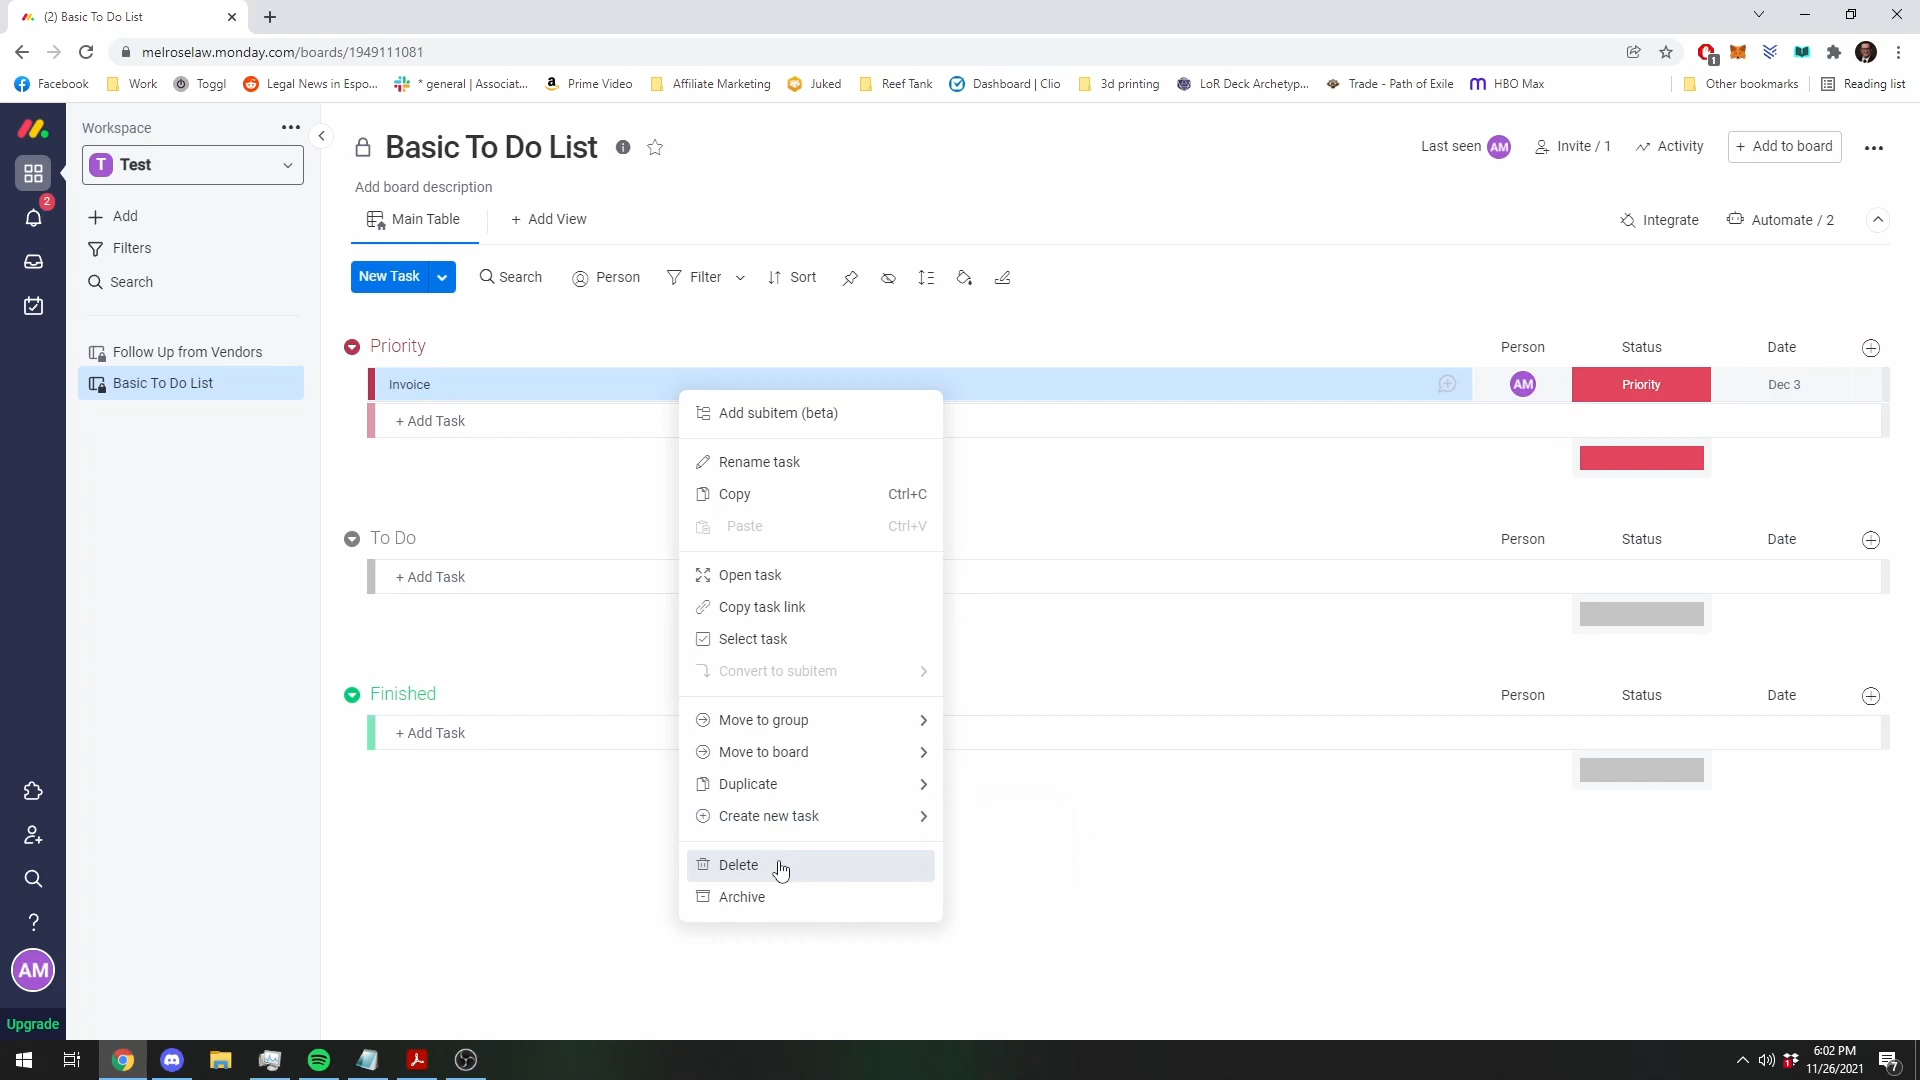 (2) Basic To Do List
melroselaw.monday.com/boards/1949111081
1
Facebook
Work
Toggl
Legal News in Espo...
* general | Associat...
Prime Video
Affiliate Marketing
Juked
Reef Tank
Dashboard | Clio
3d printing
LoR Deck Archetyp...
Trade - Path of Exile
HBO Max
Other bookmarks
Reading list
Workspace
T
Test
2
Add
Filters
Search
Follow Up from Vendors
Basic To Do List
AM
Upgrade
Basic To Do List
Last seen AM
Invite / 1
Activity
+ Add to board
Add board description
Main Table
+ Add View
Integrate
Automate / 2
New Task
Search
Person
Filter
Sort
Priority
Person
Status
Date
Invoice
AM
Priority
Dec 3
+ Add Task
To Do
Person
Status
Date
+ Add Task
Finished
Person
Status
Date
+ Add Task
Add subitem (beta)
Rename task
Copy Ctrl+C
Paste Ctrl+V
Open task
Copy task link
Select task
Convert to subitem
Move to group
Move to board
Duplicate
Create new task
Delete
Archive
6:02 PM
11/26/2021
7